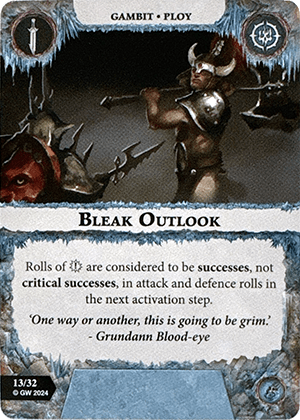 GAMBIT • PLOY
BLEAK OUTLOOK
Rolls of are considered to be successes, not
critical successes, in attack and defence rolls in
the next activation step.
‘One way or another, this is going to be grim.’
- Grundann Blood-eye
13/32
© GW 2024